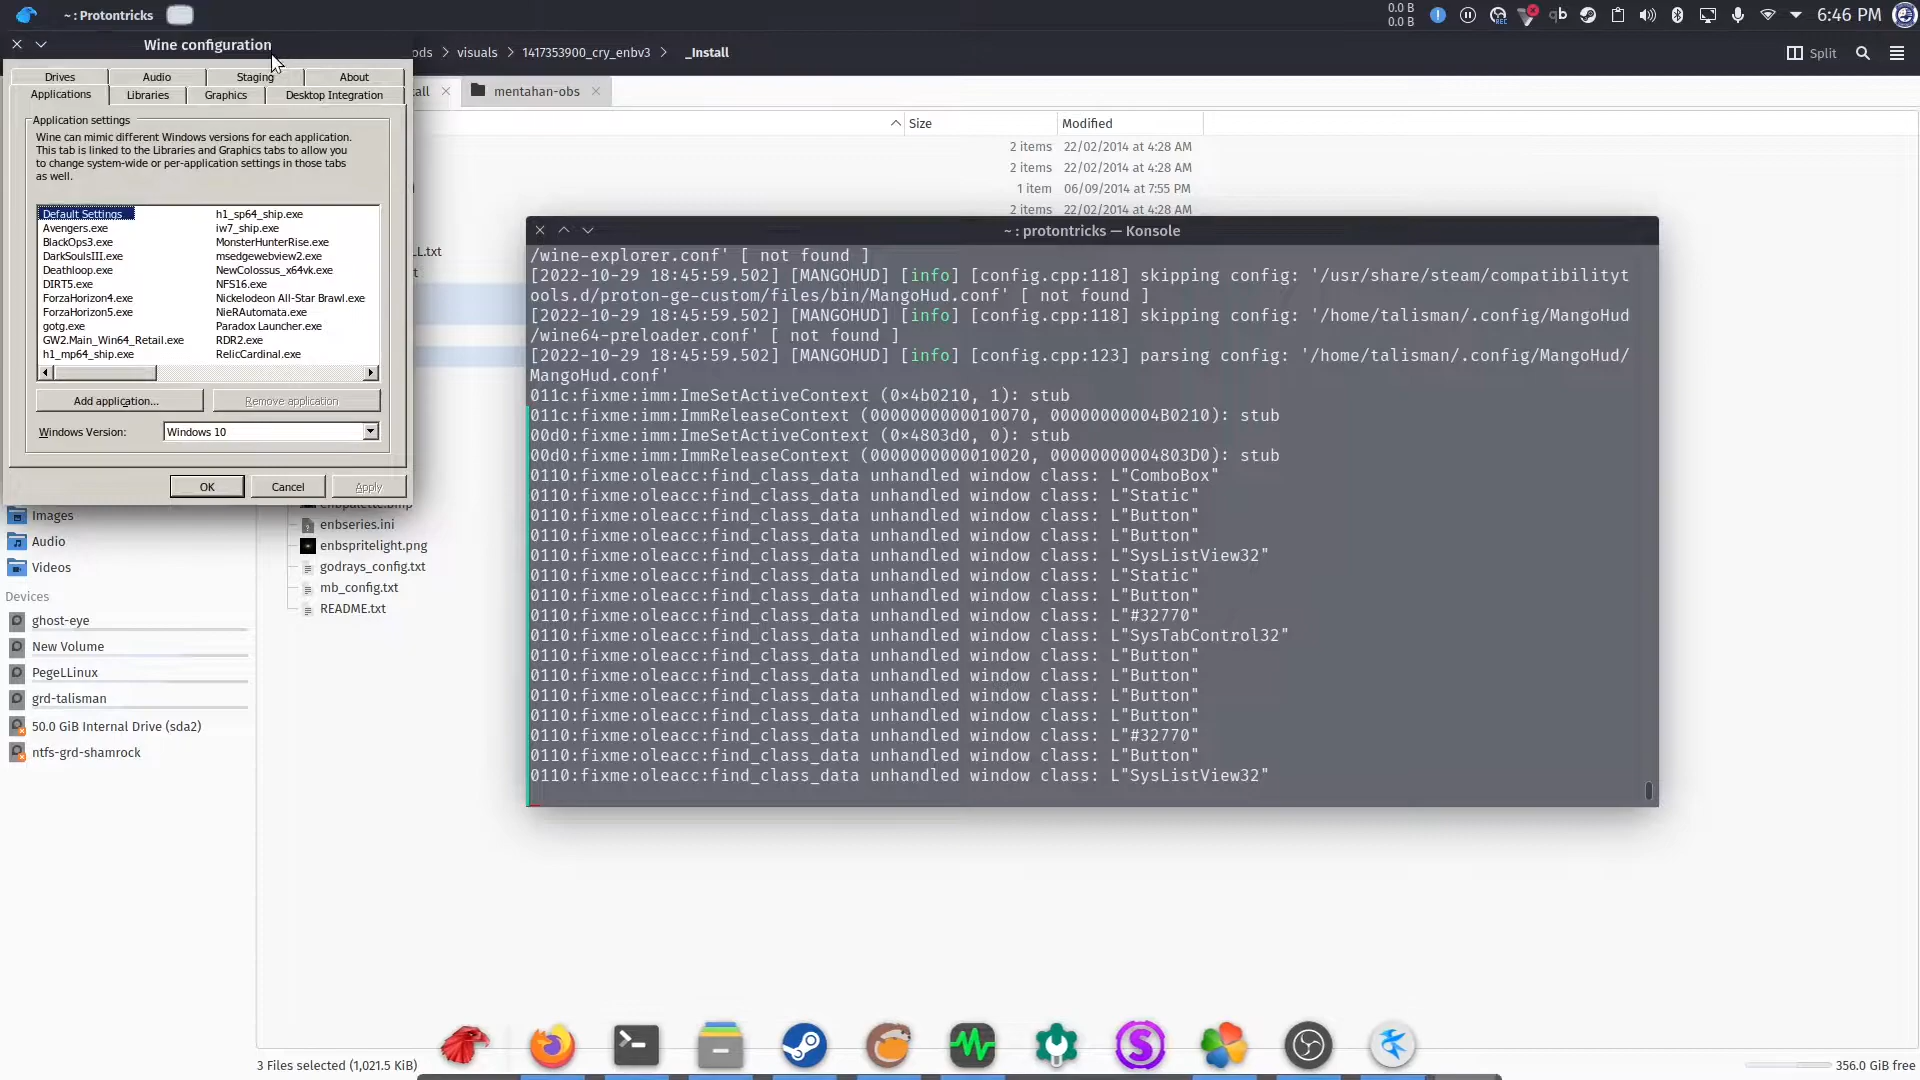 ~ : Protontricks
0.0 B
0.0 B
REC
qb
6:46 PM
Wine configuration
ods > visuals > 1417353900_cry_enbv3 > _Install
Split
all
mentahan-obs
Drives
Audio
Staging
About
Applications
Libraries
Graphics
Desktop Integration
Size
Modified
2 items 22/02/2014 at 4:28 AM
2 items 22/02/2014 at 4:28 AM
1 item 06/09/2014 at 7:55 PM
2 items 22/02/2014 at 4:28 AM
Application settings
Wine can mimic different Windows versions for each application.
This tab is linked to the Libraries and Graphics tabs to allow you
to change system-wide or per-application settings in those tabs
as well.
Default Settings
Avengers.exe
BlackOps3.exe
DarkSoulsIII.exe
Deathloop.exe
DIRT5.exe
ForzaHorizon4.exe
ForzaHorizon5.exe
gotg.exe
GW2.Main_Win64_Retail.exe
h1_mp64_ship.exe
h1_sp64_ship.exe
iw7_ship.exe
MonsterHunterRise.exe
msedgewebview2.exe
NewColossus_x64vk.exe
NFS16.exe
Nickelodeon All-Star Brawl.exe
NieRAutomata.exe
Paradox Launcher.exe
RDR2.exe
RelicCardinal.exe
Add application...
Remove application
Windows Version:
Windows 10
OK
Cancel
Apply
L.txt
t
~ : protontricks — Konsole
/wine-explorer.conf' [ not found ]
[2022-10-29 18:45:59.502] [MANGOHUD] [info] [config.cpp:118] skipping config: '/usr/share/steam/compatibilityt
ools.d/proton-ge-custom/files/bin/MangoHud.conf' [ not found ]
[2022-10-29 18:45:59.502] [MANGOHUD] [info] [config.cpp:118] skipping config: '/home/talisman/.config/MangoHud
/wine64-preloader.conf' [ not found ]
[2022-10-29 18:45:59.502] [MANGOHUD] [info] [config.cpp:123] parsing config: '/home/talisman/.config/MangoHud/
MangoHud.conf'
011c:fixme:imm:ImeSetActiveContext (0×4b0210, 1): stub
011c:fixme:imm:ImmReleaseContext (0000000000010070, 00000000004B0210): stub
00d0:fixme:imm:ImeSetActiveContext (0×4803d0, 0): stub
00d0:fixme:imm:ImmReleaseContext (0000000000010020, 00000000004803D0): stub
0110:fixme:oleacc:find_class_data unhandled window class: L"ComboBox"
0110:fixme:oleacc:find_class_data unhandled window class: L"Static"
0110:fixme:oleacc:find_class_data unhandled window class: L"Button"
0110:fixme:oleacc:find_class_data unhandled window class: L"Button"
0110:fixme:oleacc:find_class_data unhandled window class: L"SysListView32"
0110:fixme:oleacc:find_class_data unhandled window class: L"Static"
0110:fixme:oleacc:find_class_data unhandled window class: L"Button"
0110:fixme:oleacc:find_class_data unhandled window class: L"#32770"
0110:fixme:oleacc:find_class_data unhandled window class: L"SysTabControl32"
0110:fixme:oleacc:find_class_data unhandled window class: L"Button"
0110:fixme:oleacc:find_class_data unhandled window class: L"Button"
0110:fixme:oleacc:find_class_data unhandled window class: L"Button"
0110:fixme:oleacc:find_class_data unhandled window class: L"Button"
0110:fixme:oleacc:find_class_data unhandled window class: L"#32770"
0110:fixme:oleacc:find_class_data unhandled window class: L"Button"
0110:fixme:oleacc:find_class_data unhandled window class: L"SysListView32"
Images
Audio
Videos
Devices
ghost-eye
New Volume
PegeLLinux
grd-talisman
50.0 GiB Internal Drive (sda2)
ntfs-grd-shamrock
enbpalette.bmp
enbseries.ini
enbspritelight.png
godrays_config.txt
mb_config.txt
README.txt
3 Files selected (1,021.5 KiB)
356.0 GiB free